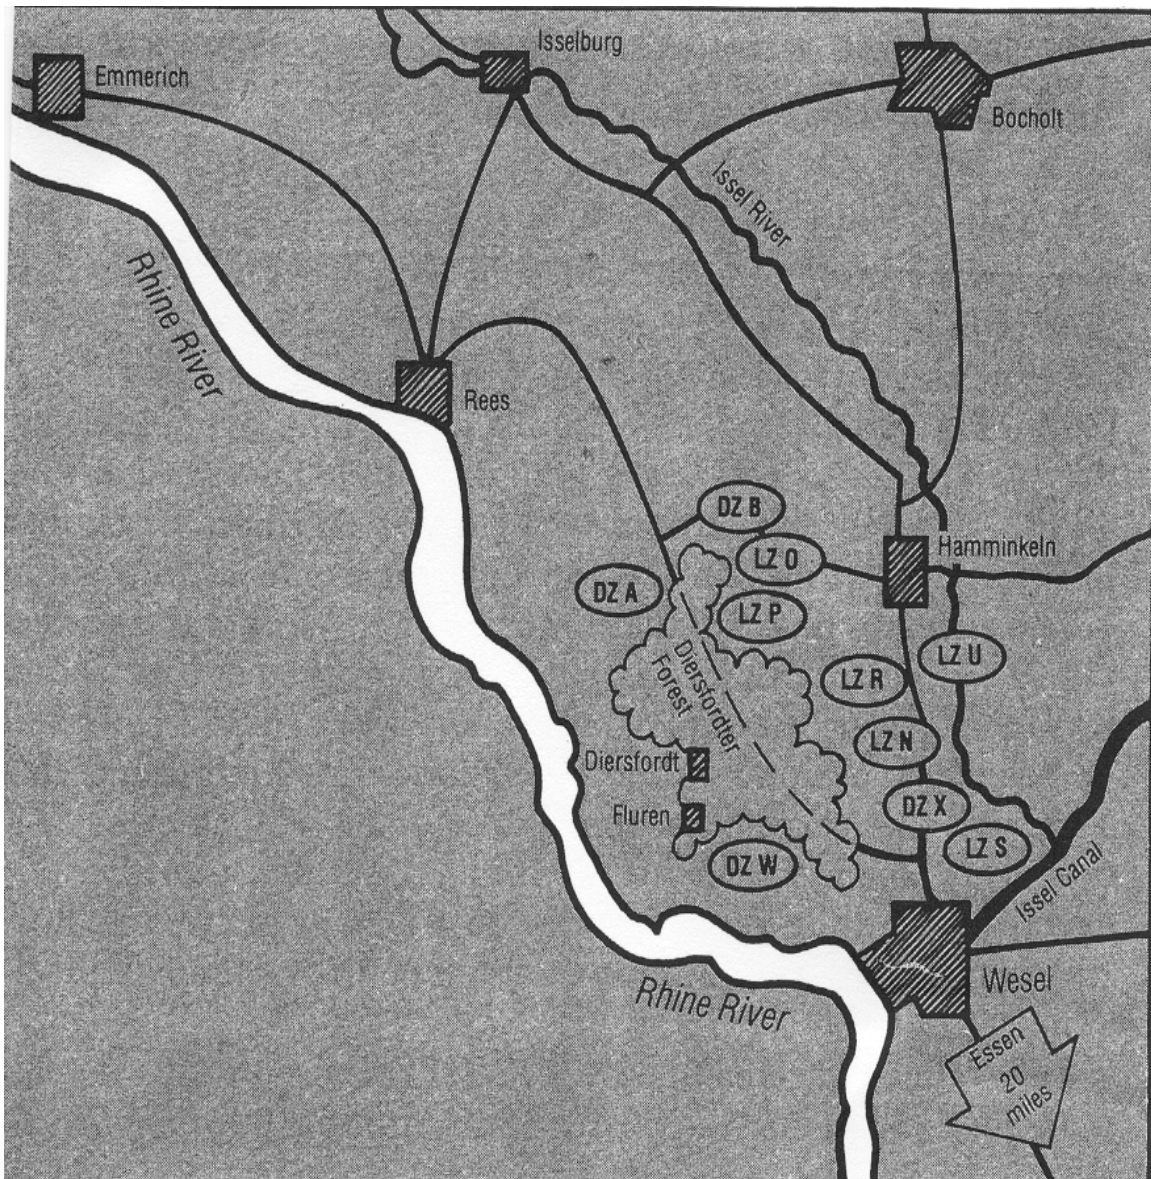 Isselburg
Emmerich
Bocholt
Issel River
Rhine River
Rees
DZ B
Hamminkeln
LZ O
DZ A
LZ P
LZ U
Diersfordter
Forest
LZ R
LZ N
Diersfordt
DZ X
Fluren
LZ S
DZ W
Issel Canal
Wesel
Rhine River
Essen
20
miles